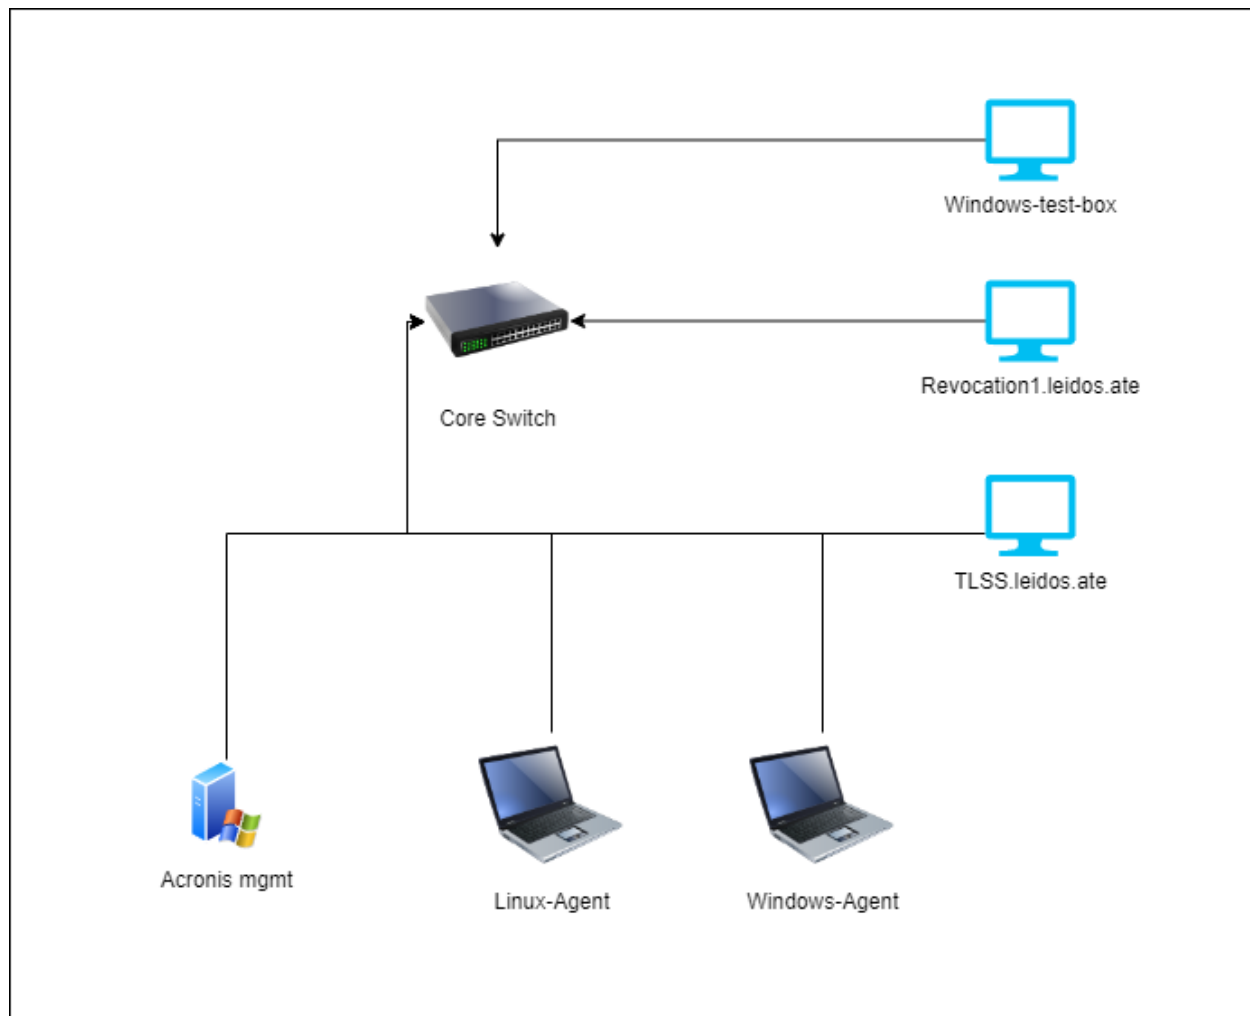 Windows-test-box
Revocation1.leidos.ate
Core Switch
TLSS.leidos.ate
Acronis mgmt
Linux-Agent
Windows-Agent